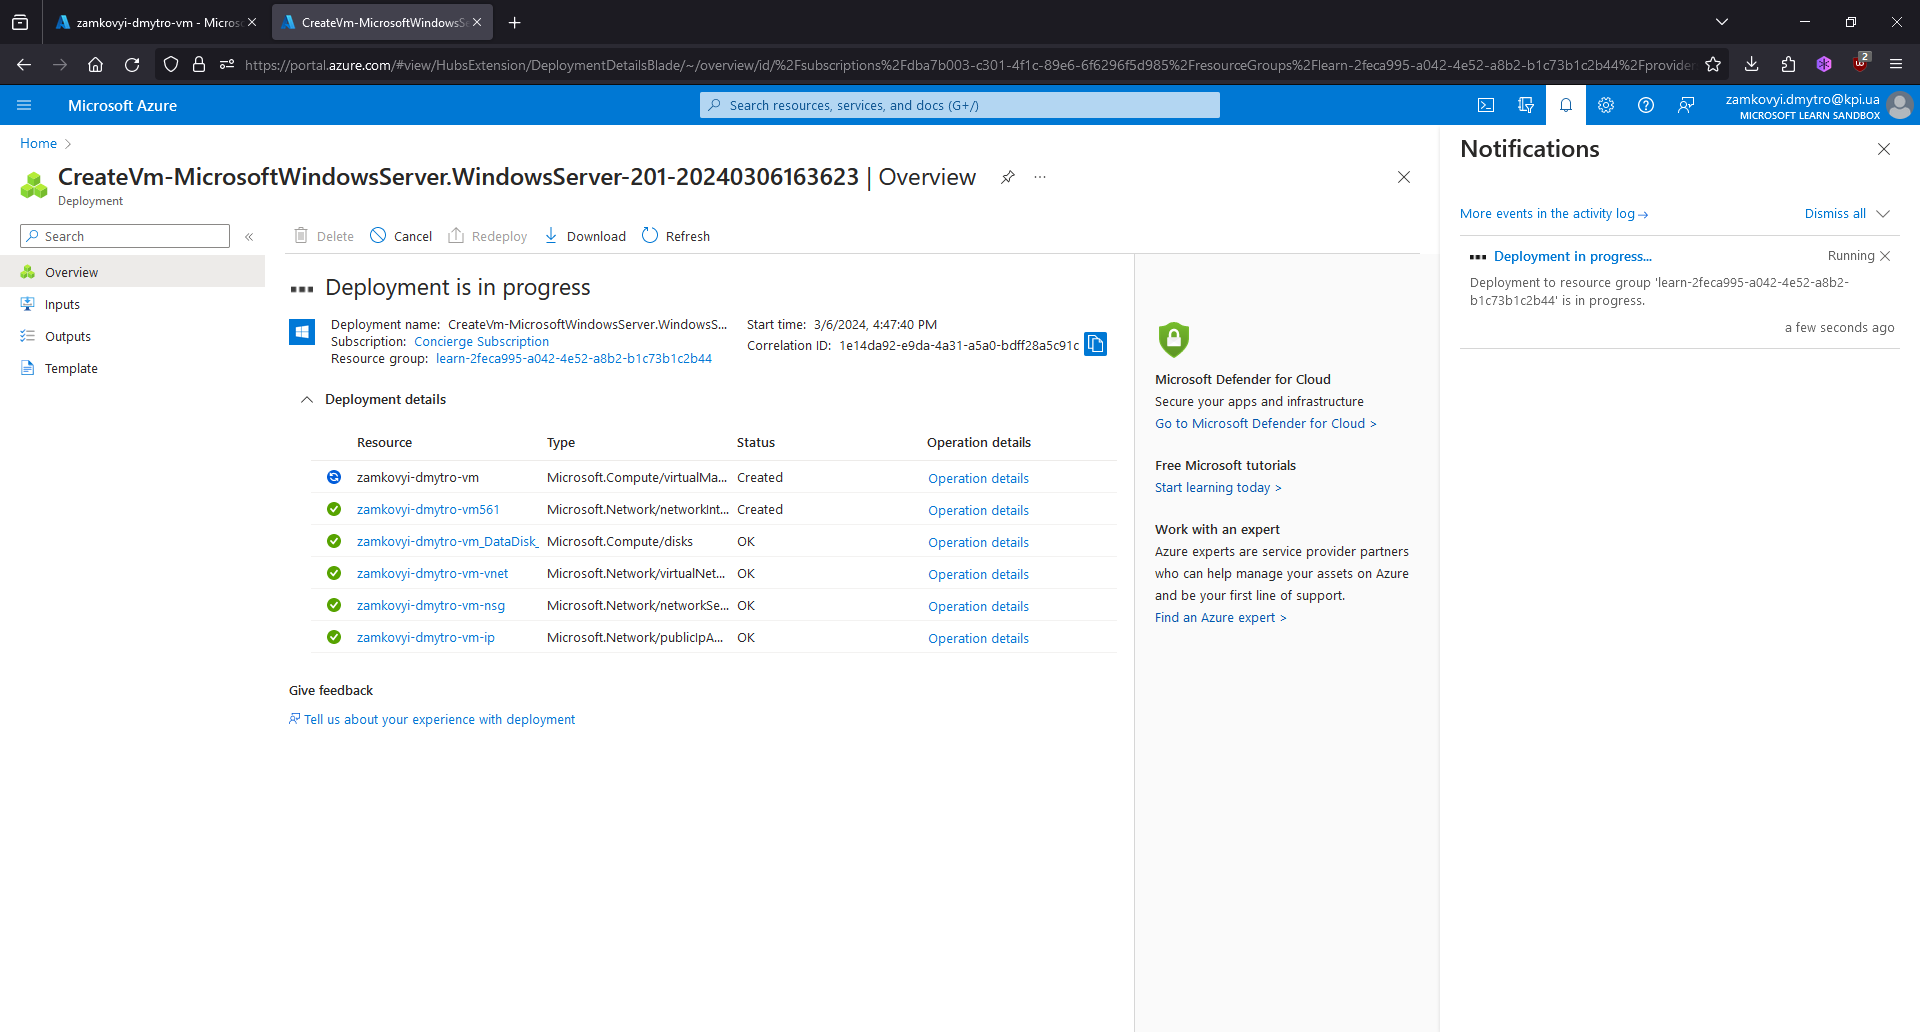 zamkovyi-dmytro-vm - Micros
CreateVm-MicrosoftWindowsSe
https://portal.azure.com/#view/HubsExtension/DeploymentDetailsBlade/~/overview/id/%2Fsubscriptions%2Fdba7b003-c301-4f1c-89e6-6f6296f5d985%2FresourceGroups%2Flearn-2feca995-a042-4e52-a8b2-b1c73b1c2b44%2Fprovider
2
Microsoft Azure
Search resources, services, and docs (G+/)
zamkovyi.dmytro@kpi.ua
MICROSOFT LEARN SANDBOX
Home
CreateVm-MicrosoftWindowsServer.WindowsServer-201-20240306163623 | Overview
Deployment
Search
Overview
Inputs
Outputs
Template
Delete
Cancel
Redeploy
Download
Refresh
Deployment is in progress
Deployment name: CreateVm-MicrosoftWindowsServer.WindowsS...
Subscription: Concierge Subscription
Resource group: learn-2feca995-a042-4e52-a8b2-b1c73b1c2b44
Start time: 3/6/2024, 4:47:40 PM
Correlation ID: 1e14da92-e9da-4a31-a5a0-bdff28a5c91c
Deployment details
Resource Type Status Operation details
zamkovyi-dmytro-vm Microsoft.Compute/virtualMa... Created Operation details
zamkovyi-dmytro-vm561 Microsoft.Network/networkInt... Created Operation details
zamkovyi-dmytro-vm_DataDisk_ Microsoft.Compute/disks OK Operation details
zamkovyi-dmytro-vm-vnet Microsoft.Network/virtualNet... OK Operation details
zamkovyi-dmytro-vm-nsg Microsoft.Network/networkSe... OK Operation details
zamkovyi-dmytro-vm-ip Microsoft.Network/publicIpA... OK Operation details
Give feedback
Tell us about your experience with deployment
Microsoft Defender for Cloud
Secure your apps and infrastructure
Go to Microsoft Defender for Cloud >
Free Microsoft tutorials
Start learning today >
Work with an expert
Azure experts are service provider partners
who can help manage your assets on Azure
and be your first line of support.
Find an Azure expert >
Notifications
More events in the activity log →
Dismiss all
Deployment in progress...
Running
Deployment to resource group 'learn-2feca995-a042-4e52-a8b2-
b1c73b1c2b44' is in progress.
a few seconds ago